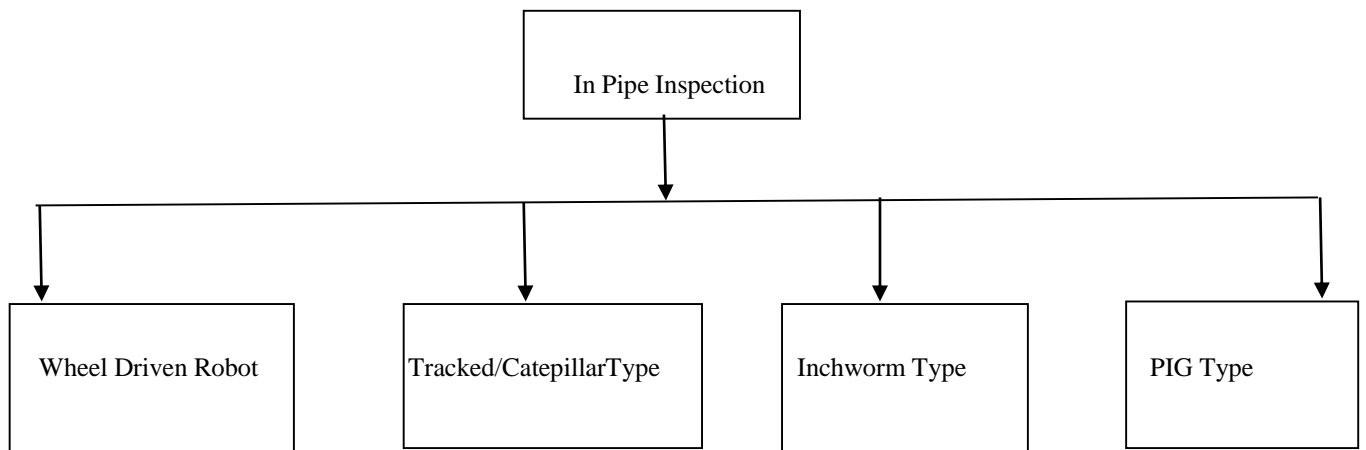 In Pipe Inspection
Wheel Driven Robot
Tracked/CatepillarType
Inchworm Type
PIG Type